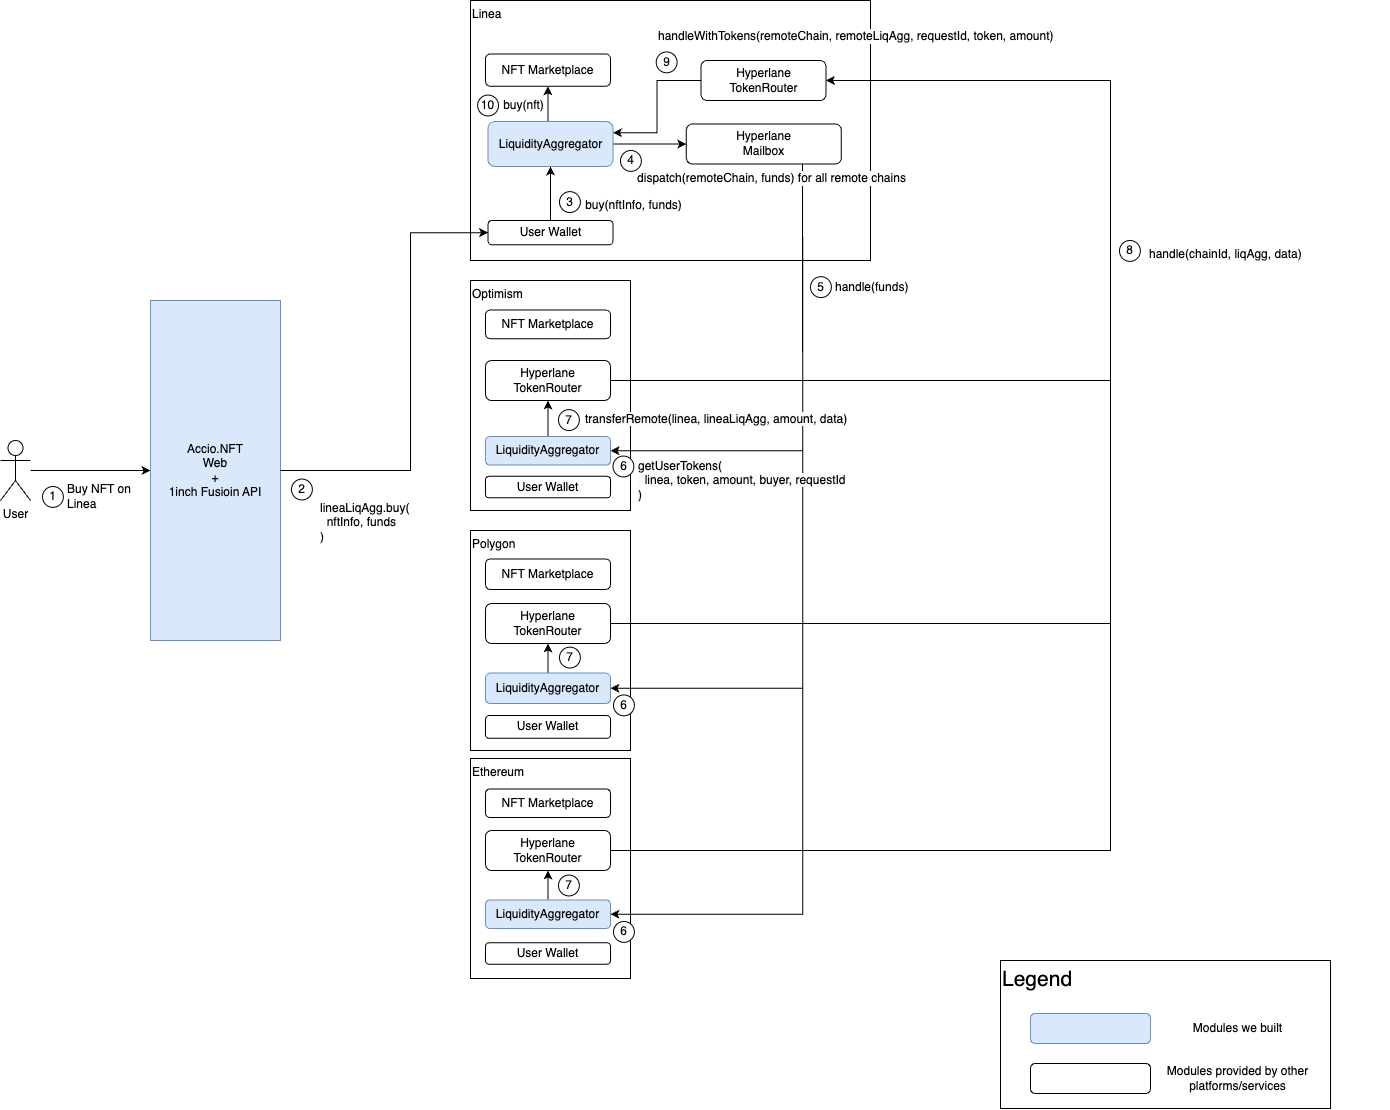 Linea
handleWithTokens(remoteChain, remoteLiqAgg, requestId, token, amount)
9
NFT Marketplace
Hyperlane
TokenRouter
10
buy(nft)
LiquidityAggregator
Hyperlane
Mailbox
4
dispatch(remoteChain, funds) for all remote chains
3
buy(nftInfo, funds)
User Wallet
8
handle(chainId, liqAgg, data)
5
handle(funds)
Optimism
NFT Marketplace
Hyperlane
TokenRouter
7
transferRemote(linea, lineaLiqAgg, amount, data)
LiquidityAggregator
6
getUserTokens(
linea, token, amount, buyer, requestId
)
User Wallet
User
1
Buy NFT on
Linea
Accio.NFT
Web
+
1inch Fusioin API
2
lineaLiqAgg.buy(
nftInfo, funds
)
Polygon
NFT Marketplace
Hyperlane
TokenRouter
7
LiquidityAggregator
6
User Wallet
Ethereum
NFT Marketplace
Hyperlane
TokenRouter
7
LiquidityAggregator
6
User Wallet
Legend
Modules we built
Modules provided by other
platforms/services